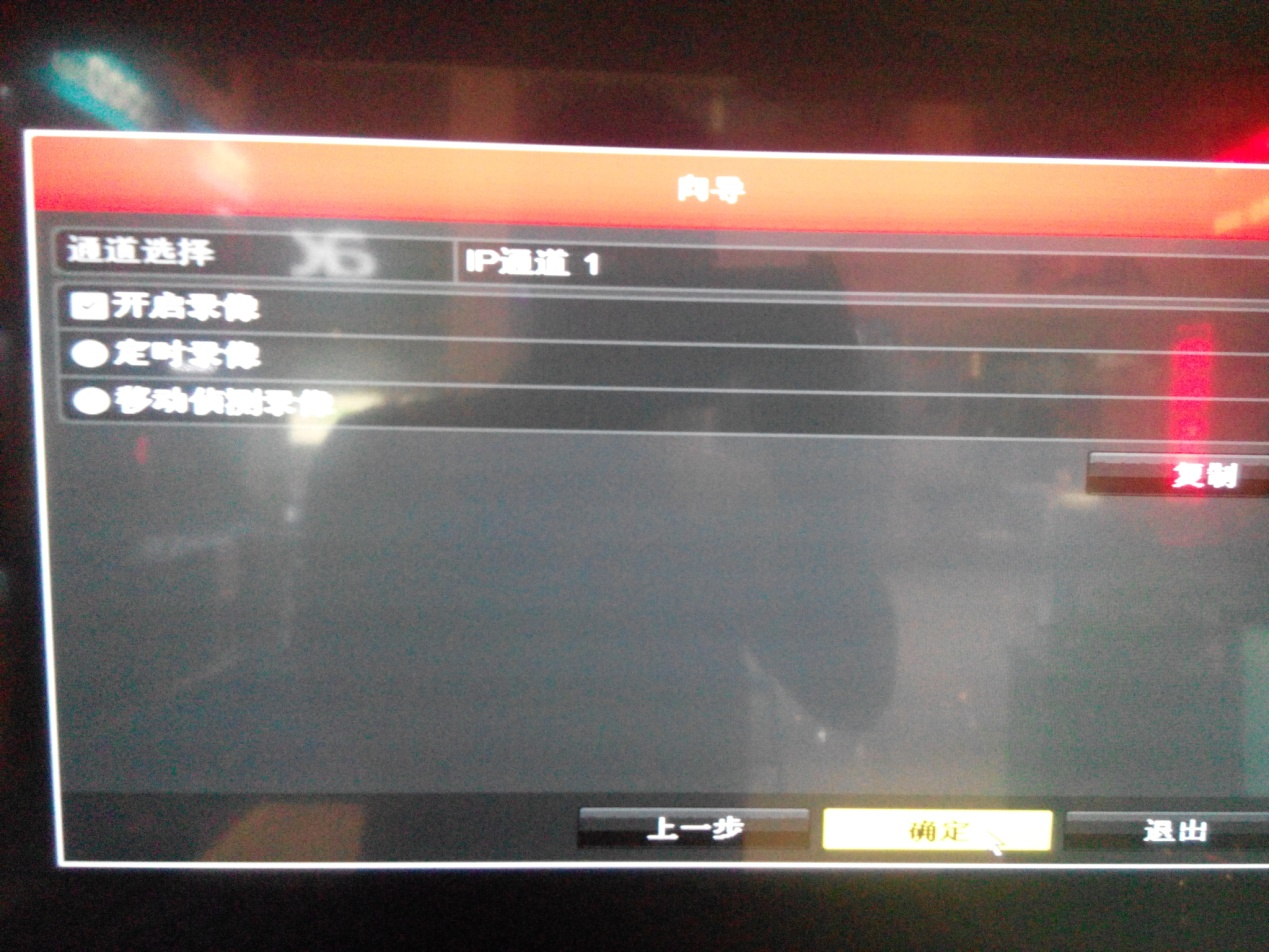 向导
通道选择 IP通道 1
开启录像
定时录像
移动侦测录像
复制
上一步 确定 退出